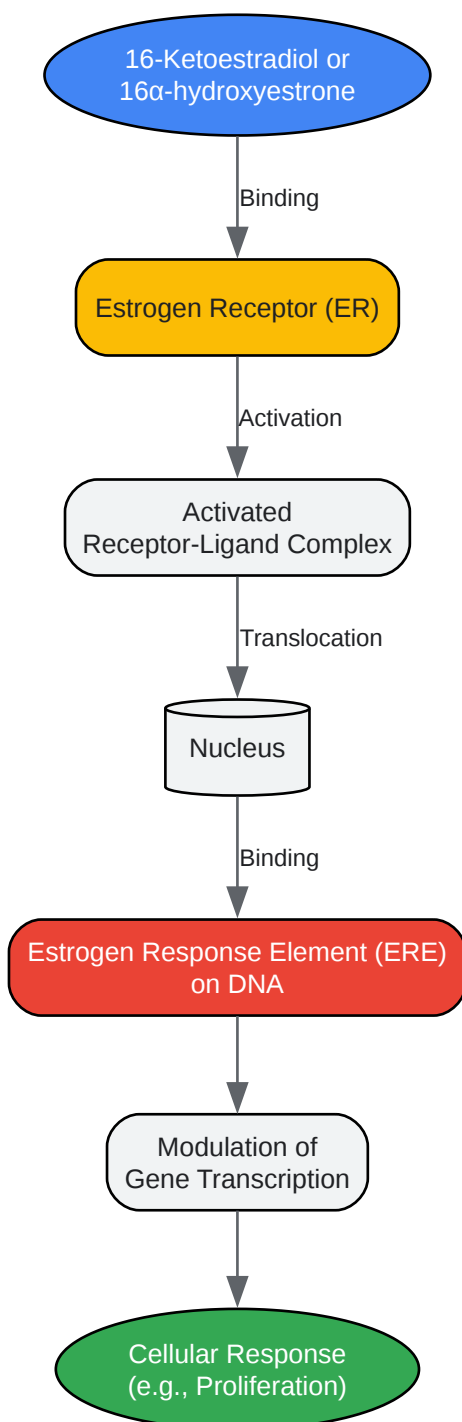 16-Ketoestradiol or
16α-hydroxyestrone
Binding
Estrogen Receptor (ER)
Activation
Activated
Receptor-Ligand Complex
Translocation
Nucleus
Binding
Estrogen Response Element (ERE)
on DNA
Modulation of
Gene Transcription
Cellular Response
(e.g., Proliferation)